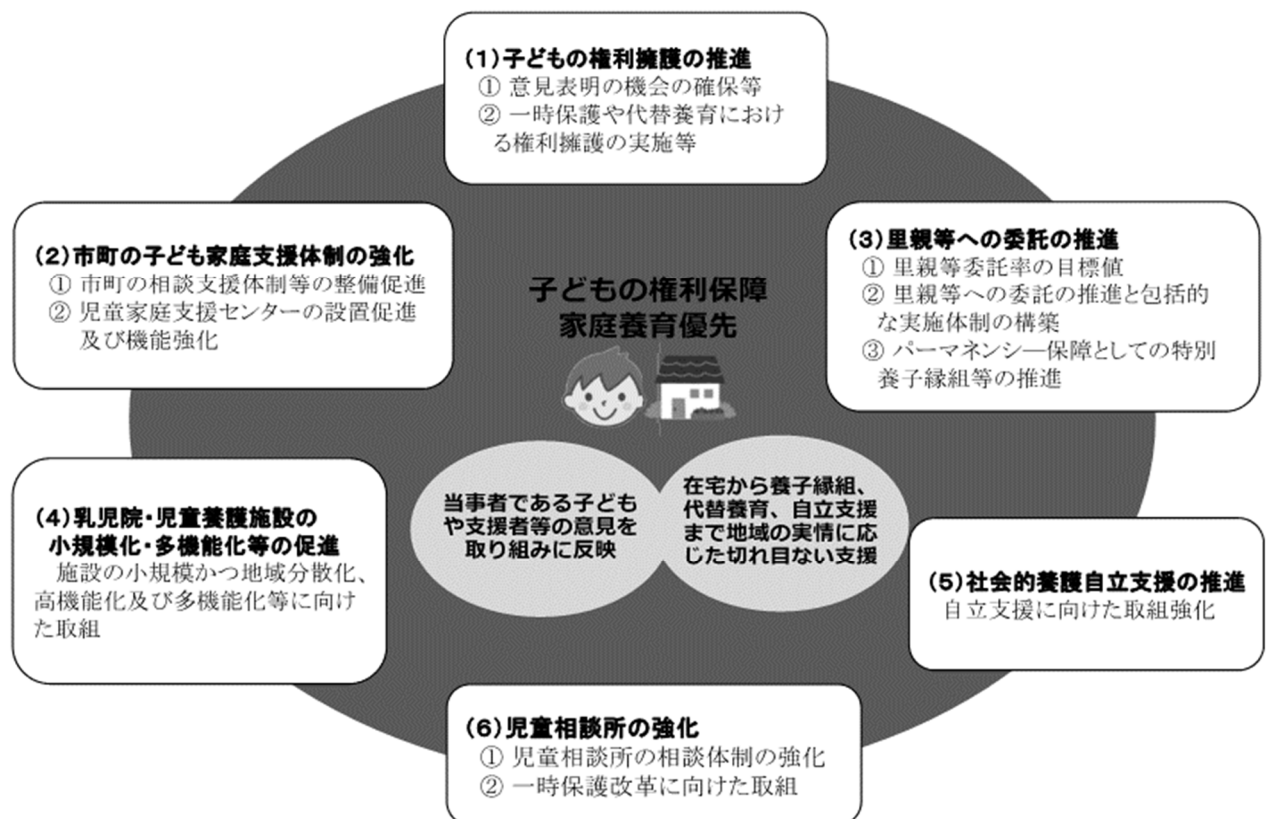 (1)子どもの権利擁護の推進
① 意見表明の機会の確保等
② 一時保護や代替養育におけ
る権利擁護の実施等
(2)市町の子ども家庭支援体制の強化
① 市町の相談支援体制等の整備促進
② 児童家庭支援センターの設置促進
及び機能強化
(3)里親等への委託の推進
① 里親等委託率の目標値
② 里親等への委託の推進と包括的
な実施体制の構築
③ パーマネンシ―保障としての特別
養子縁組等の推進
子どもの権利保障
家庭養育優先
当事者である子ども
や支援者等の意見を
取り組みに反映
在宅から養子縁組、
代替養育、自立支援
まで地域の実情に応
じた切れ目ない支援
(4)乳児院・児童養護施設の
小規模化・多機能化等の促進
施設の小規模かつ地域分散化、
高機能化及び多機能化等に向け
た取組
(5)社会的養護自立支援の推進
自立支援に向けた取組強化
(6)児童相談所の強化
① 児童相談所の相談体制の強化
② 一時保護改革に向けた取組